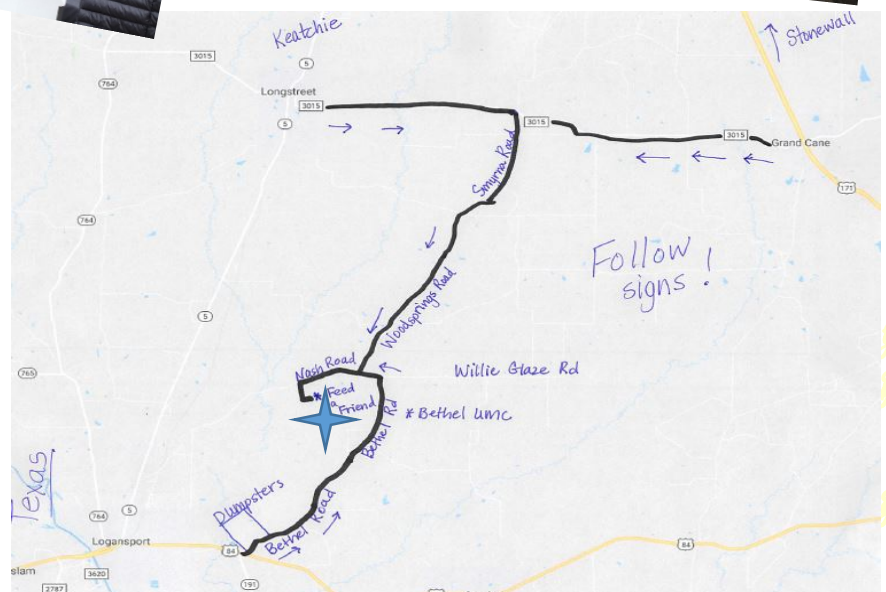 Keatchie
Stonewall
3015
5
764
Longstreet
3015
5
3015
3015
Grand Cane
Smyrna Road
171
764
Follow
signs !
5
Woodsprings Road
765
Nash Road
Willie Glaze Rd
* Feed
a
Friend
* Bethel UMC
Bethel Rd
Texas
Dumpsters
5
764
Bethel Road
Logansport
84
84
slam
3620
2787
191